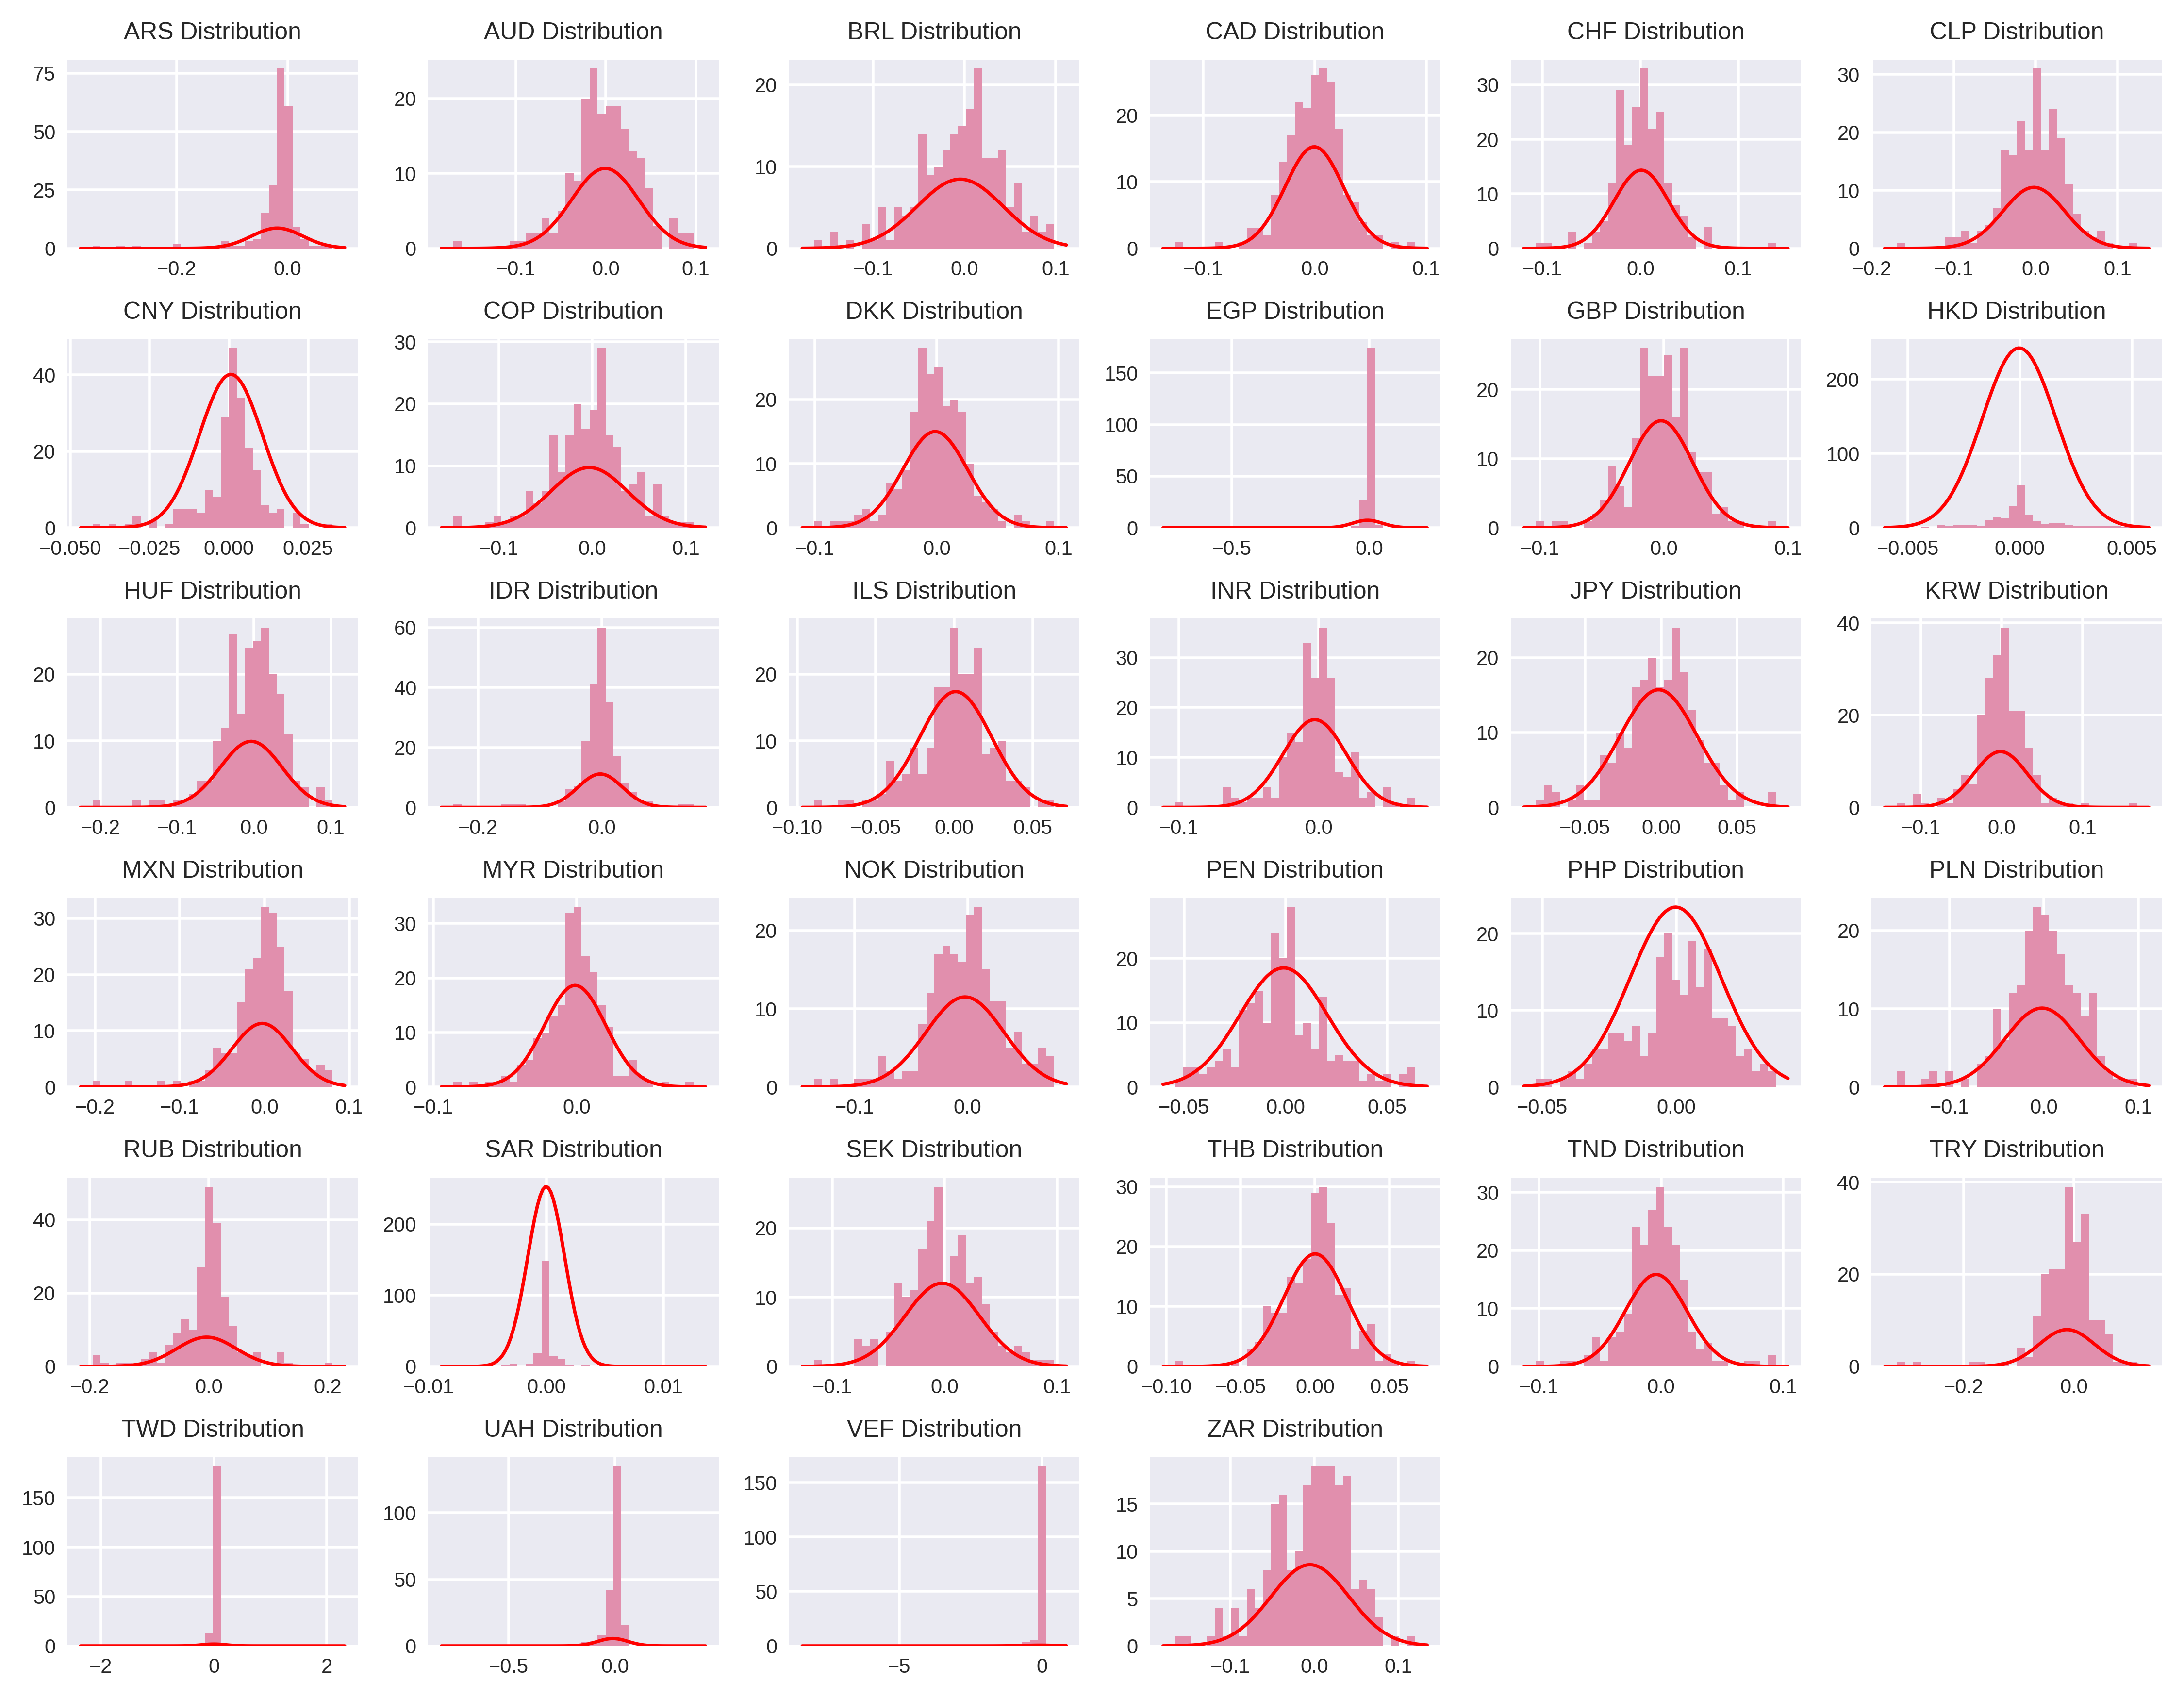 ARS Distribution AUD Distribution BRL Distribution CAD Distribution CHF Distribution CLP Distribution
75 50 25 0 −0.2 0.0
20 10 0 −0.1 0.0 0.1
20 10 0 −0.1 0.0 0.1
20 10 0 −0.1 0.0 0.1
30 20 10 0 −0.1 0.0 0.1
30 20 10 0 −0.2 −0.1 0.0 0.1
CNY Distribution COP Distribution DKK Distribution EGP Distribution GBP Distribution HKD Distribution
40 20 0 −0.050 −0.025 0.000 0.025
30 20 10 0 −0.1 0.0 0.1
20 10 0 −0.1 0.0 0.1
150 100 50 0 −0.5 0.0
20 10 0 −0.1 0.0 0.1
200 100 0 −0.005 0.000 0.005
HUF Distribution IDR Distribution ILS Distribution INR Distribution JPY Distribution KRW Distribution
20 10 0 −0.2 −0.1 0.0 0.1
60 40 20 0 −0.2 0.0
20 10 0 −0.10 −0.05 0.00 0.05
30 20 10 0 −0.1 0.0
20 10 0 −0.05 0.00 0.05
40 20 0 −0.1 0.0 0.1
MXN Distribution MYR Distribution NOK Distribution PEN Distribution PHP Distribution PLN Distribution
30 20 10 0 −0.2 −0.1 0.0 0.1
30 20 10 0 −0.1 0.0
20 10 0 −0.1 0.0
20 10 0 −0.05 0.00 0.05
20 10 0 −0.05 0.00
20 10 0 −0.1 0.0 0.1
RUB Distribution SAR Distribution SEK Distribution THB Distribution TND Distribution TRY Distribution
40 20 0 −0.2 0.0 0.2
200 100 0 −0.01 0.00 0.01
20 10 0 −0.1 0.0 0.1
30 20 10 0 −0.10 −0.05 0.00 0.05
30 20 10 0 −0.1 0.0 0.1
40 20 0 −0.2 0.0
TWD Distribution UAH Distribution VEF Distribution ZAR Distribution
150 100 50 0 −2 0 2
100 50 0 −0.5 0.0
150 100 50 0 −5 0
15 10 5 0 −0.1 0.0 0.1